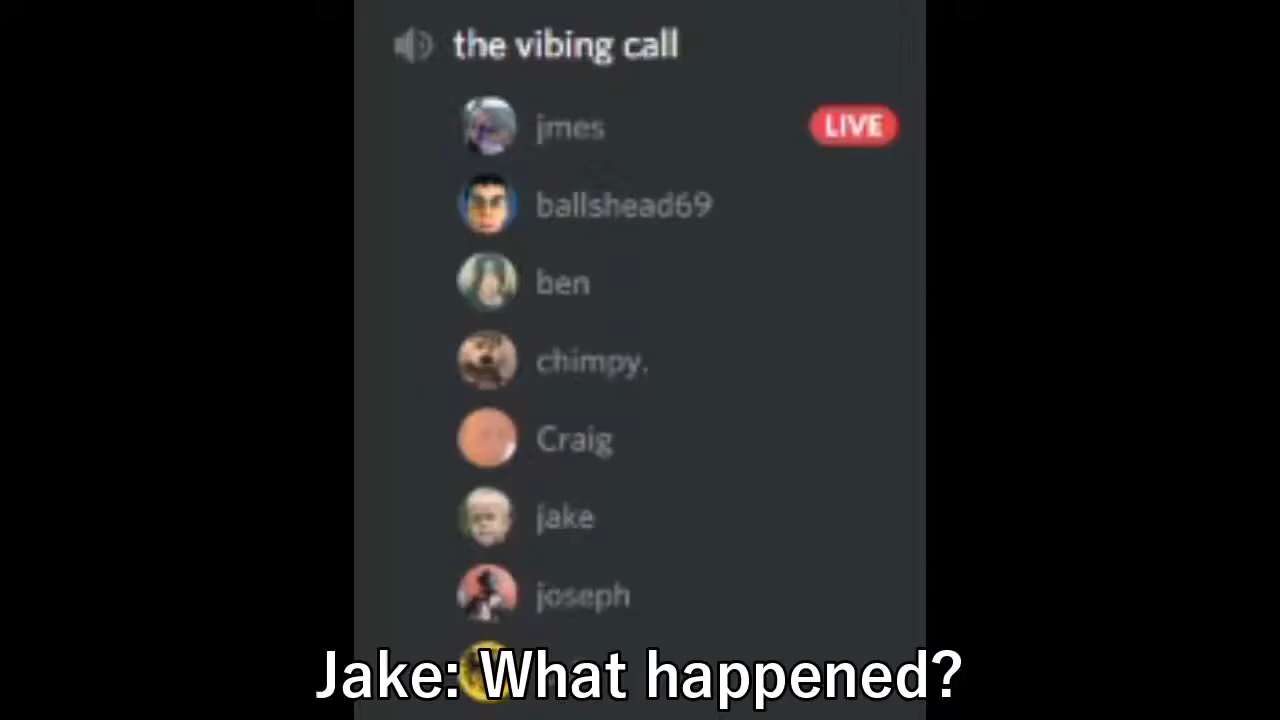 the vibing call
jmes LIVE
ballshead69
ben
chimpy.
Craig
jake
joseph
Jake: What happened?